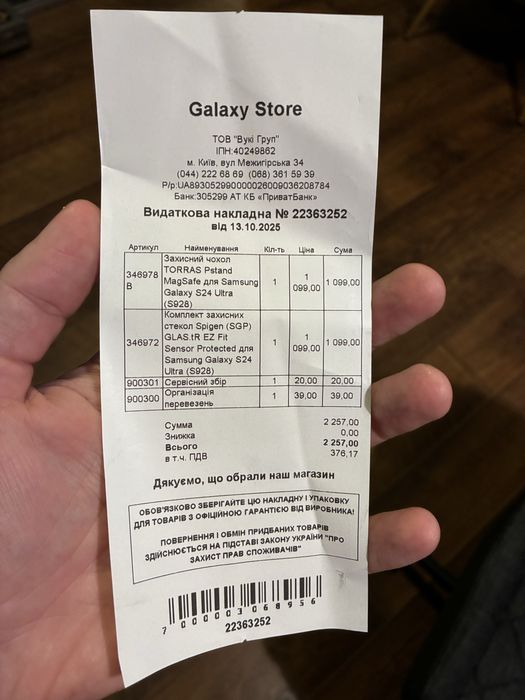 Galaxy Store
ТОВ "Вукі Груп"
ІПН:40249862
м. Київ, вул Межигірська 34
(044) 222 68 69 (068) 361 59 39
Р/р:UA893052990000026009036208784
Банк:305299 АТ КБ «ПриватБанк»
Видаткова накладна № 22363252
від 13.10.2025
Артикул Найменування Кіл-ть Ціна Сума
346978 В Захисний чохол TORRAS Pstand MagSafe для Samsung Galaxy S24 Ultra (S928) 1 1 099,00 1 099,00
346972 Комплект захисних стекол Spigen (SGP) GLAS.tR EZ Fit Sensor Protected для Samsung Galaxy S24 Ultra (S928) 1 1 099,00 1 099,00
900301 Сервісний збір 1 20,00 20,00
900300 Організація перевезень 1 39,00 39,00
Сумма 2 257,00
Знижка 0,00
Всього 2 257,00
в т.ч. ПДВ 376,17
Дякуємо, що обрали наш магазин
ОБОВ'ЯЗКОВО ЗБЕРІГАЙТЕ ЦЮ НАКЛАДНУ І УПАКОВКУ
ДЛЯ ТОВАРІВ З ОФІЦІЙНОЮ ГАРАНТІЄЮ ВІД ВИРОБНИКА!
ПОВЕРНЕННЯ І ОБМІН ПРИДБАНИХ ТОВАРІВ
ЗДІЙСНЮЄТЬСЯ НА ПІДСТАВІ ЗАКОНУ УКРАЇНИ "ПРО
ЗАХИСТ ПРАВ СПОЖИВАЧІВ"
7 000003 068956
22363252